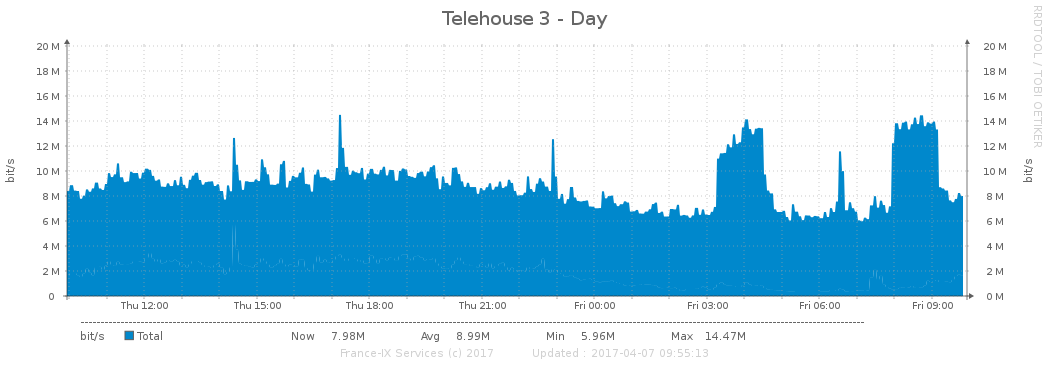 Telehouse 3 - Day
RRDTOOL / TOBI OETIKER
20 M 20 M
18 M 18 M
16 M 16 M
14 M 14 M
12 M 12 M
10 M 10 M
8 M 8 M
6 M 6 M
4 M 4 M
2 M 2 M
0 0 M
bit/s
bit/s
Thu 12:00 Thu 15:00 Thu 18:00 Thu 21:00 Fri 00:00 Fri 03:00 Fri 06:00 Fri 09:00
bit/s Total Now 7.98M Avg 8.99M Min 5.96M Max 14.47M
France-IX Services (c) 2017 Updated : 2017-04-07 09:55:13